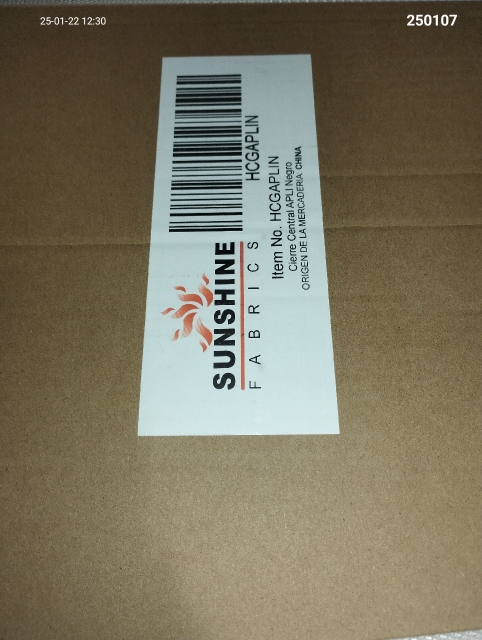 25-01-22 12:30
250107
HCGAPLIN
SUNSHINE
FABRICS
Item No. HCGAPLIN
Cierre Central APLI Negro
ORIGEN DE LA MERCADERIA: CHINA